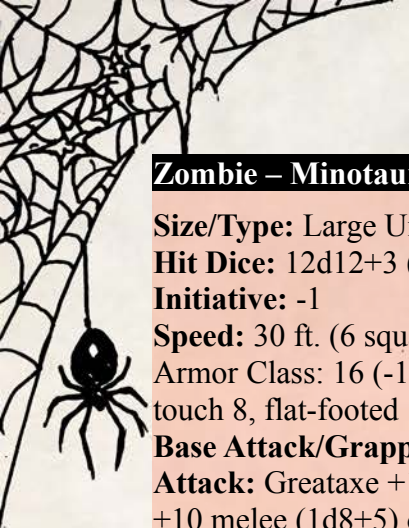 Zombie – Minotau
Size/Type: Large U
Hit Dice: 12d12+3 (
Initiative: -1
Speed: 30 ft. (6 squ
Armor Class: 16 (-1
touch 8, flat-footed
Base Attack/Grapp
Attack: Greataxe +
+10 melee (1d8+5)